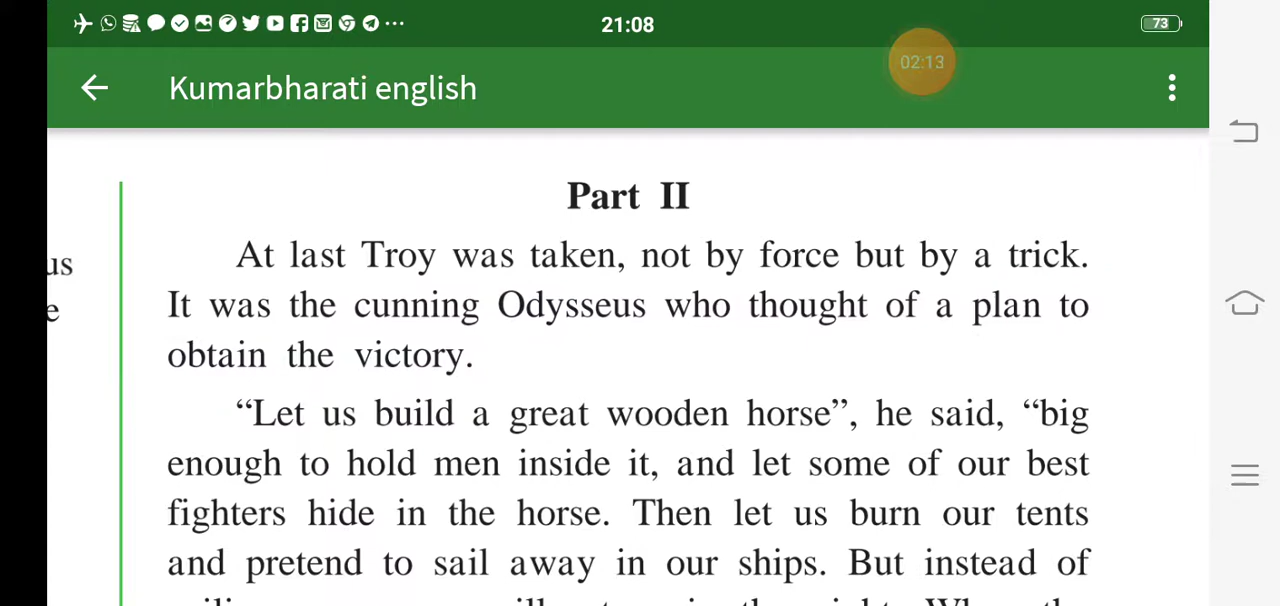 21:08
73
02:13
Kumarbharati english
Part II
us
e
At last Troy was taken, not by force but by a trick.
It was the cunning Odysseus who thought of a plan to
obtain the victory.
“Let us build a great wooden horse”, he said, “big
enough to hold men inside it, and let some of our best
fighters hide in the horse. Then let us burn our tents
and pretend to sail away in our ships. But instead of